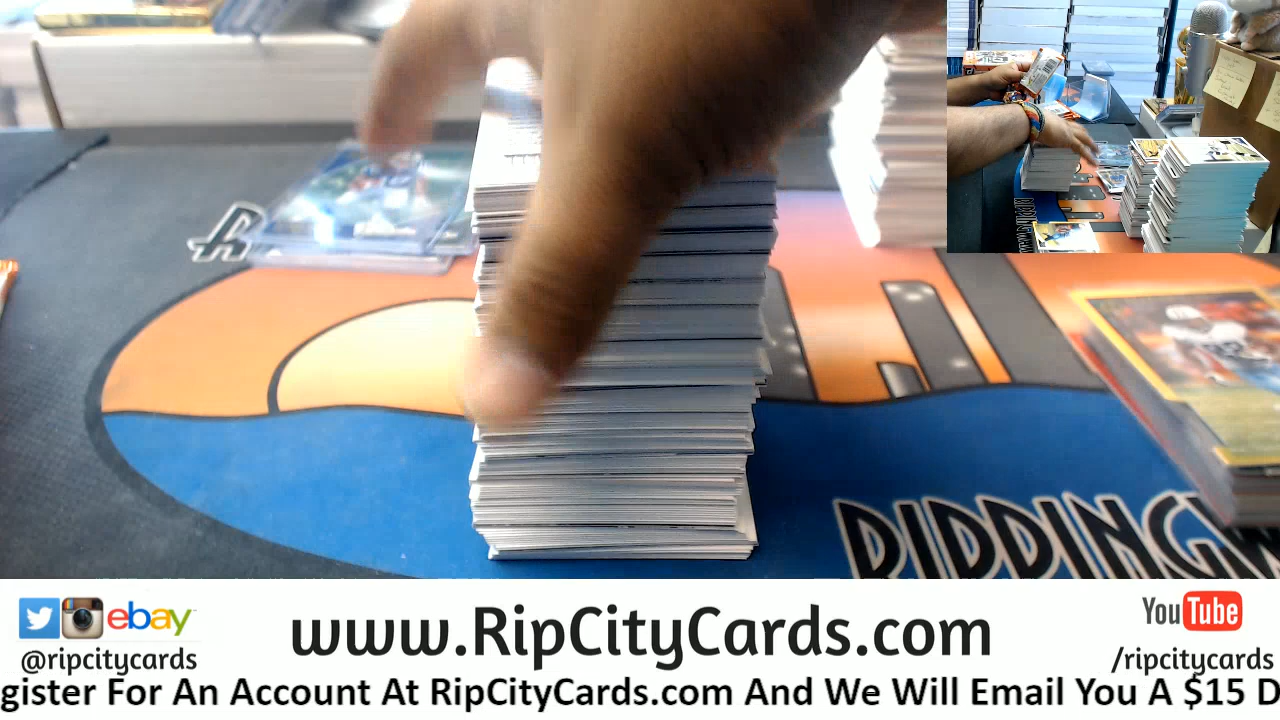 DIDDINGW
ebay
www.RipCityCards.com
YouTube
@ripcitycards
/ripcitycards
gister For An Account At RipCityCards.com And We Will Email You A $15 D